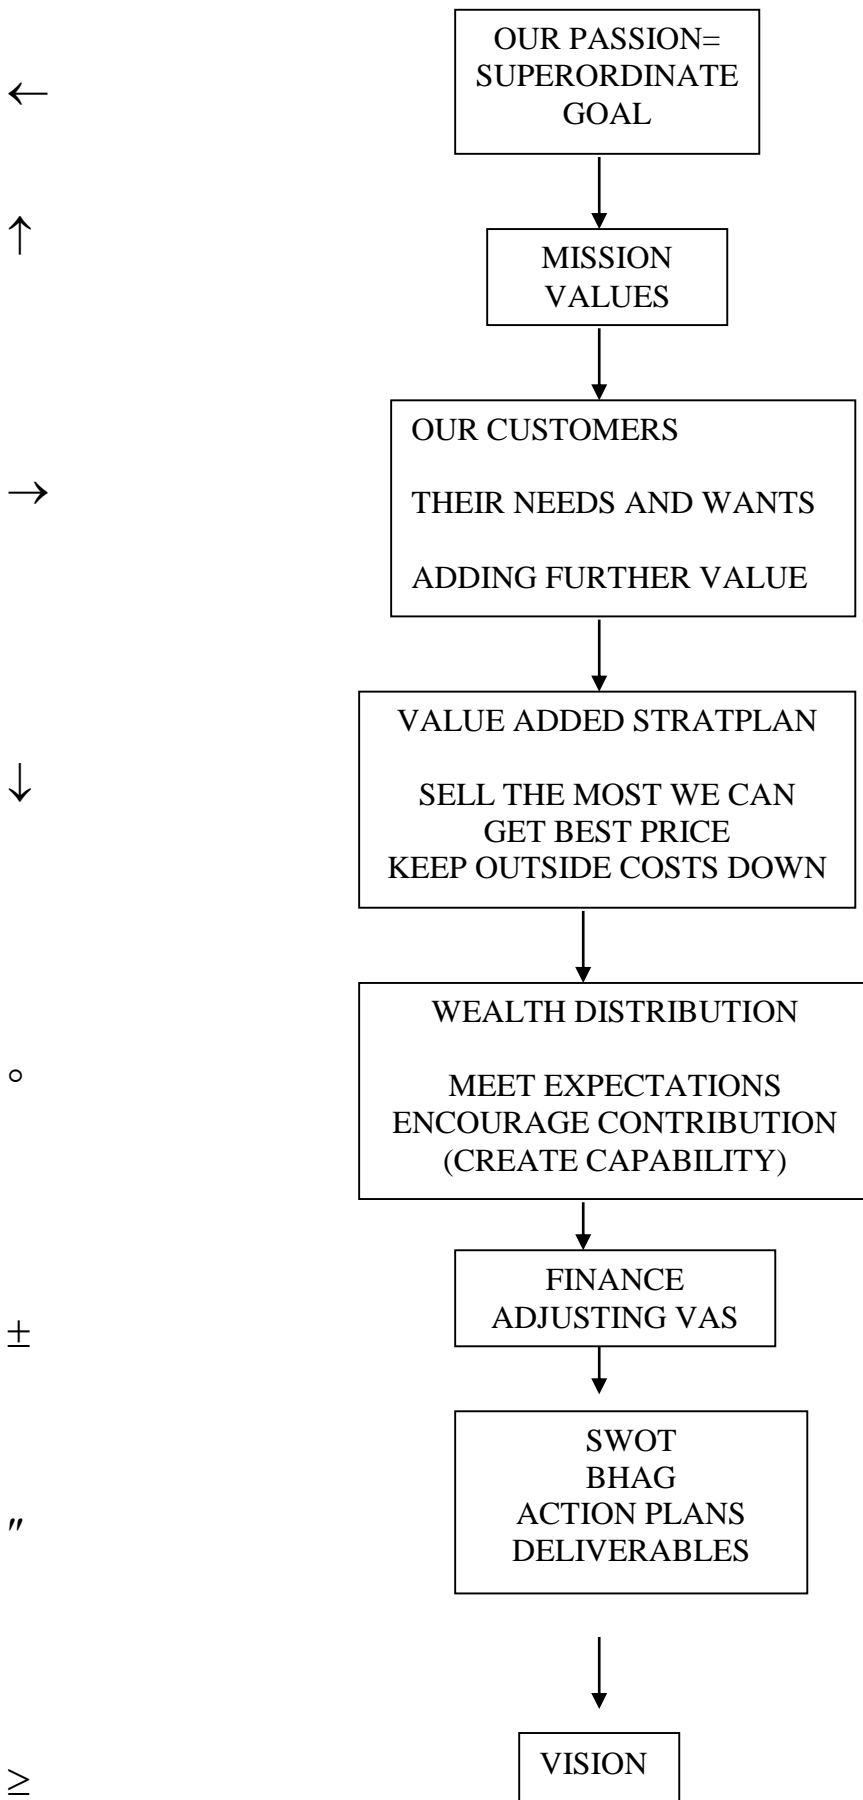 ←
OUR PASSION=
SUPERORDINATE
GOAL
↑
MISSION
VALUES
→
OUR CUSTOMERS
THEIR NEEDS AND WANTS
ADDING FURTHER VALUE
↓
VALUE ADDED STRATPLAN
SELL THE MOST WE CAN
GET BEST PRICE
KEEP OUTSIDE COSTS DOWN
°
WEALTH DISTRIBUTION
MEET EXPECTATIONS
ENCOURAGE CONTRIBUTION
(CREATE CAPABILITY)
±
FINANCE
ADJUSTING VAS
″
SWOT
BHAG
ACTION PLANS
DELIVERABLES
≥
VISION